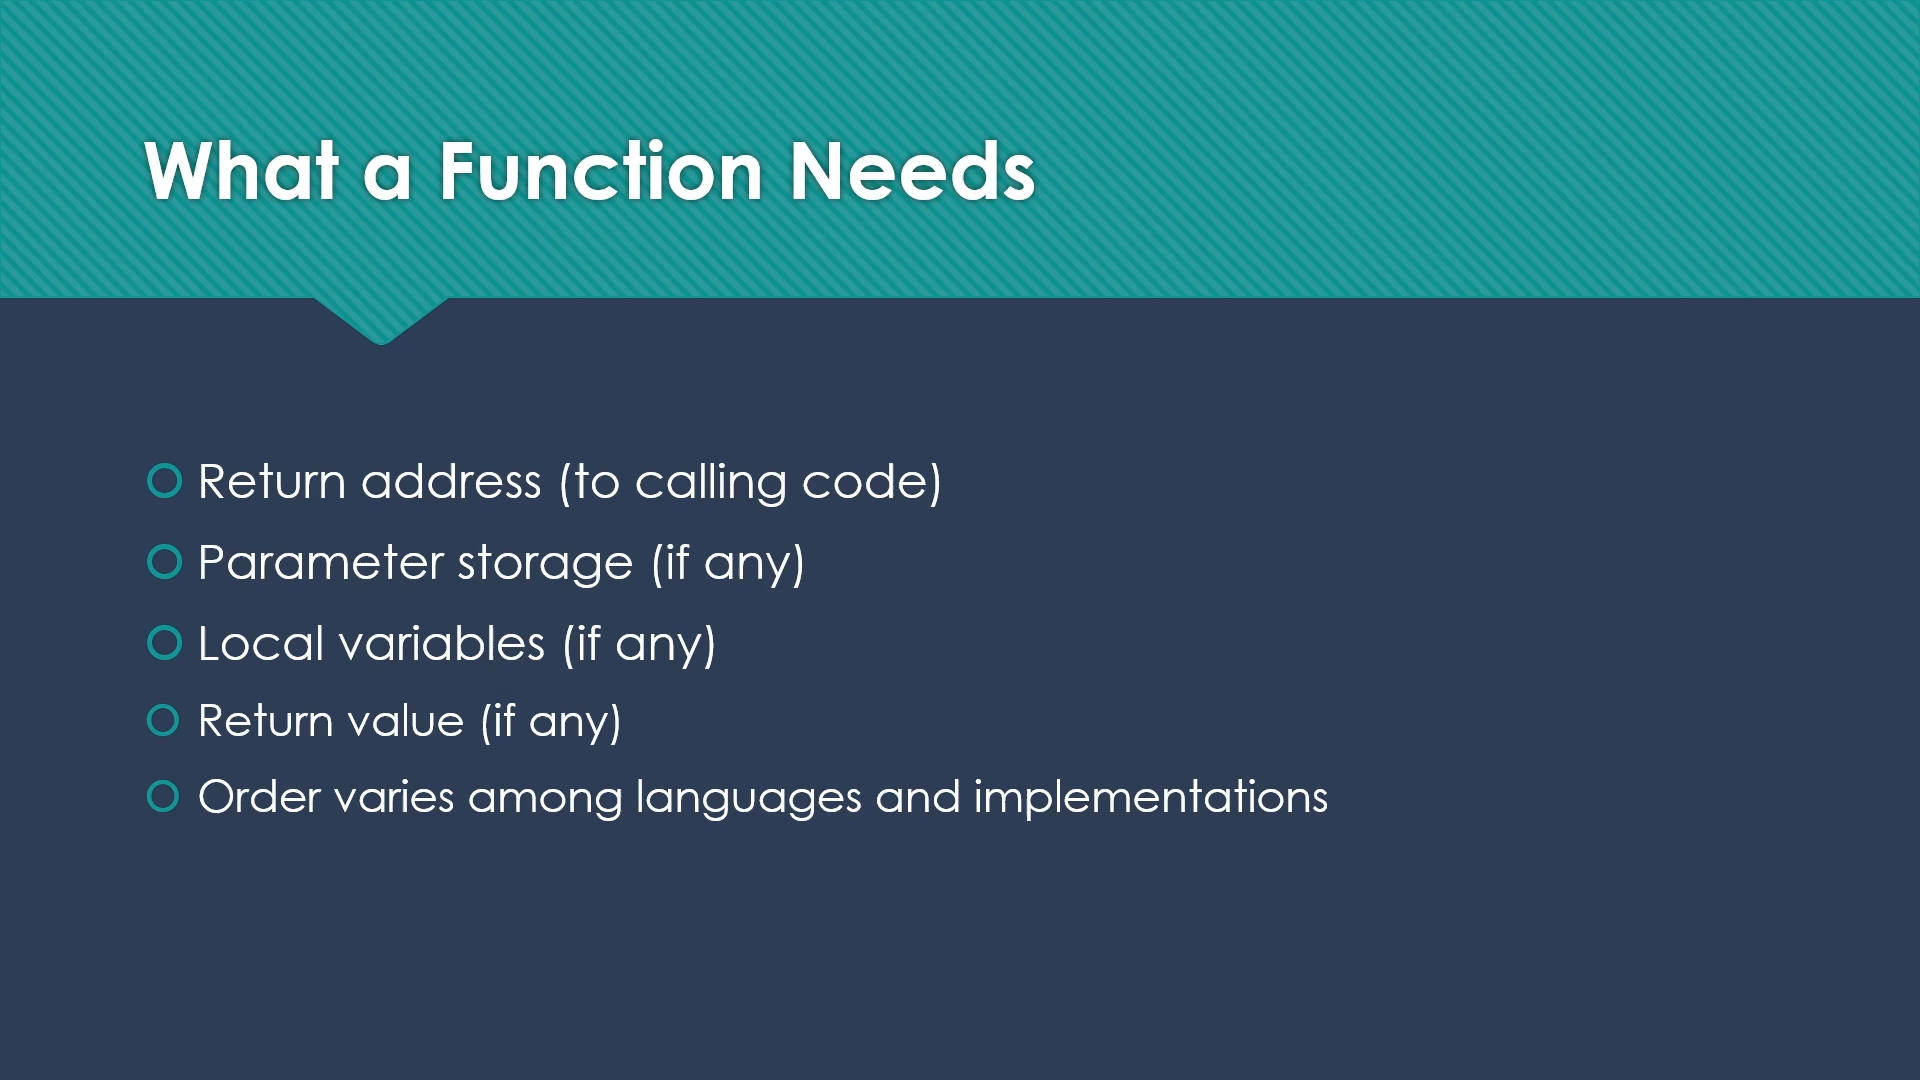 What a Function Needs
Return address (to calling code)
Parameter storage (if any)
Local variables (if any)
Return value (if any)
Order varies among languages and implementations